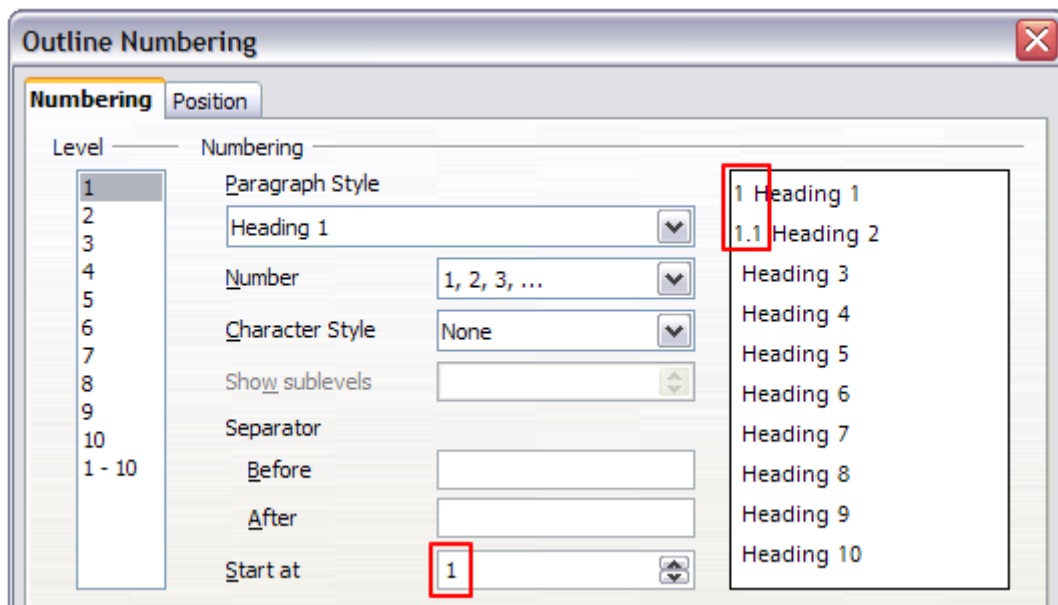 Outline Numbering
Numbering Position
Level Numbering
1
2
3
4
5
6
7
8
9
10
1 - 10
Paragraph Style
Heading 1
Number 1, 2, 3, ...
Character Style None
Show sublevels
Separator
Before
After
Start at 1
1 Heading 1
1.1 Heading 2
Heading 3
Heading 4
Heading 5
Heading 6
Heading 7
Heading 8
Heading 9
Heading 10